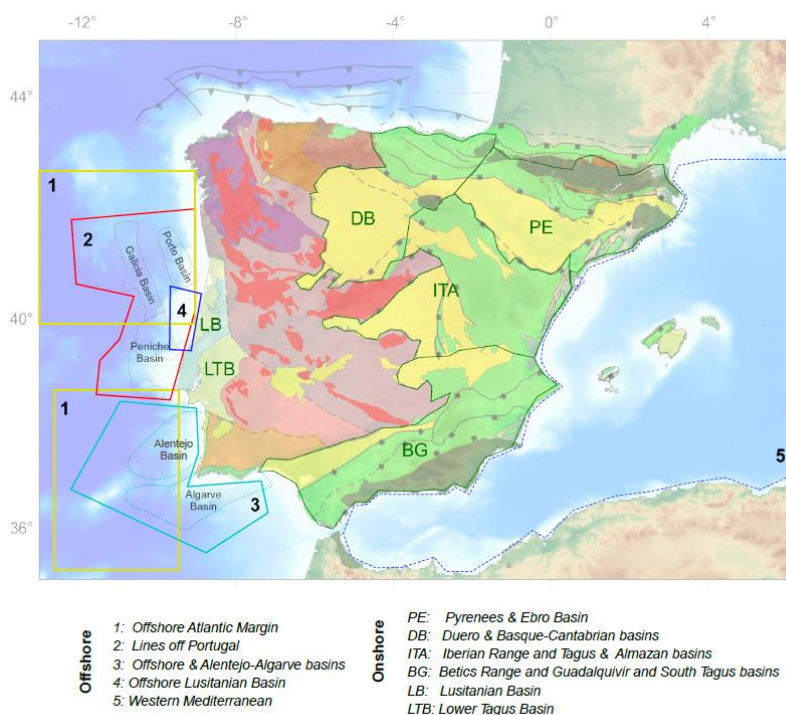 -12° -8° -4° 0° 4°
44°
1
2
DB
PE
Galicia Basin
Porto Basin
4
ITA
40°
LB
Peniche Basin
LTB
1
Alentejo Basin
BG
5
Algarve Basin
3
36°
Offshore
1: Offshore Atlantic Margin
2: Lines off Portugal
3: Offshore & Alentejo-Algarve basins
4: Offshore Lusitanian Basin
5: Western Mediterranean
Onshore
PE: Pyrenees & Ebro Basin
DB: Duero & Basque-Cantabrian basins
ITA: Iberian Range and Tagus & Almazan basins
BG: Betics Range and Guadalquivir and South Tagus basins
LB: Lusitanian Basin
LTB: Lower Tagus Basin